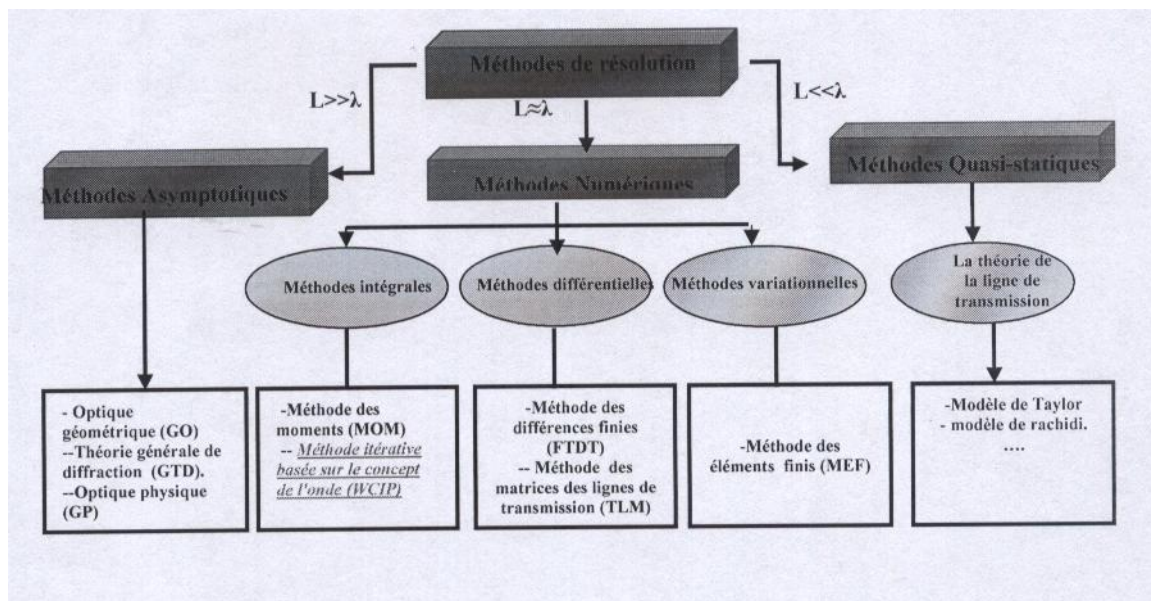 Méthodes de résolution
L>>λ
L≈λ
L<<λ
Méthodes Asymptotiques
Méthodes Numériques
Méthodes Quasi-statiques
Méthodes intégrales
Méthodes différentielles
Méthodes variationnelles
La théorie de
la ligne de
transmission
- Optique
géométrique (GO)
--Théorie générale de
diffraction (GTD).
--Optique physique
(GP)
-Méthode des
moments (MOM)
-- Méthode itérative
basée sur le concept
de l'onde (WCIP)
-Méthode des
différences finies
(FTDT)
-- Méthode des
matrices des lignes de
transmission (TLM)
-Méthode des
éléments finis (MEF)
-Modèle de Taylor
- modèle de rachidi.
....